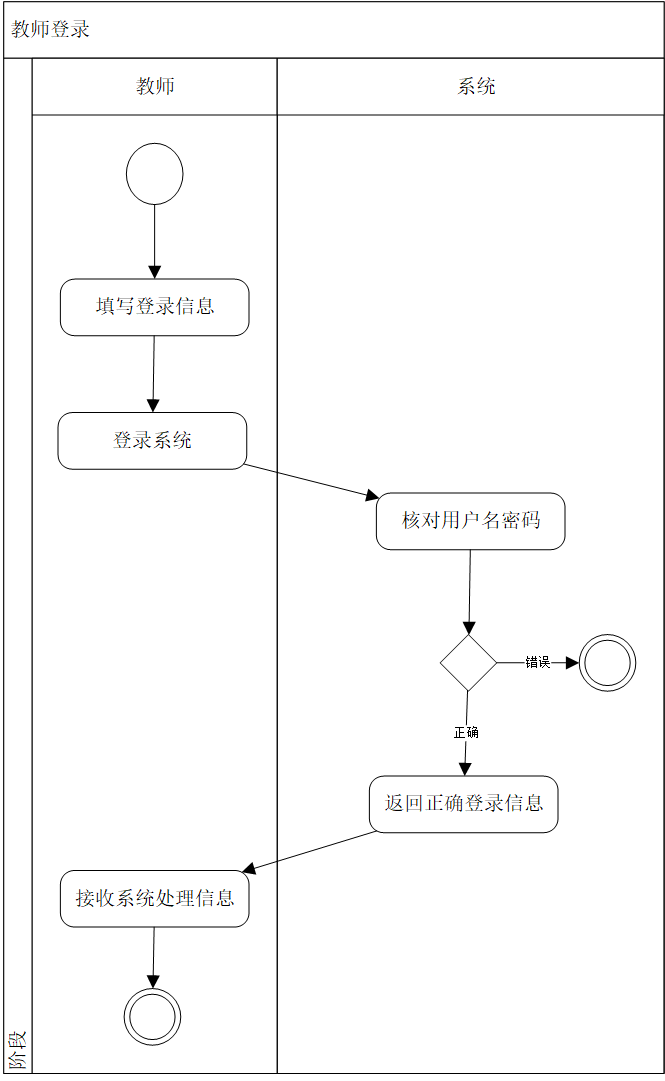 教师登录
教师
系统
填写登录信息
登录系统
核对用户名密码
错误
正确
返回正确登录信息
接收系统处理信息
阶段